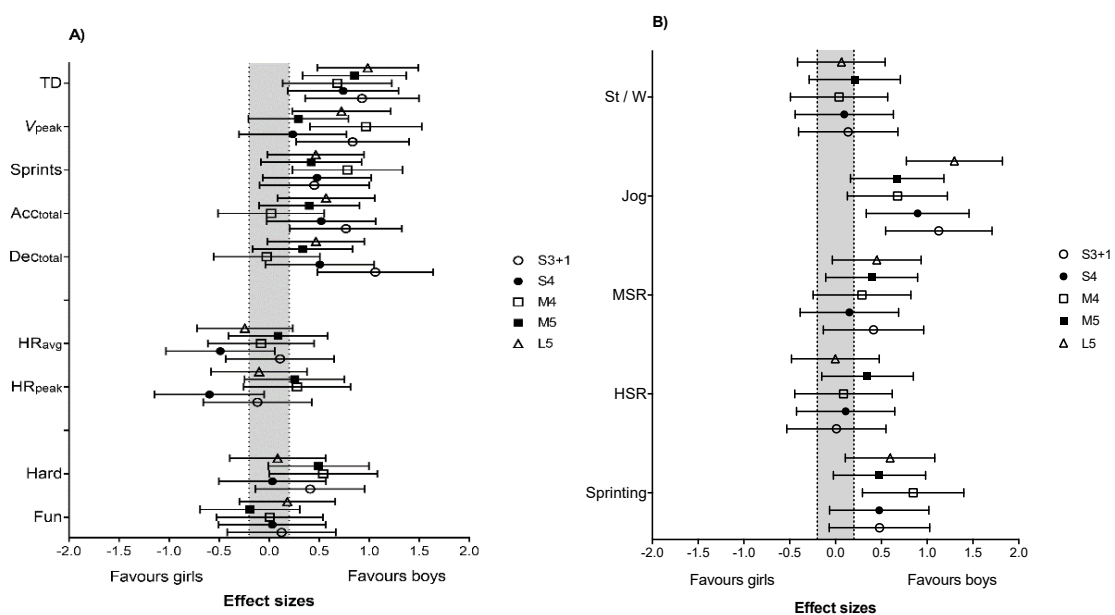 A)
TD
Vpeak
Sprints
Acctotal
Dectotal
HRavg
HRpeak
Hard
Fun
-2.0 -1.5 -1.0 -0.5 0.0 0.5 1.0 1.5 2.0
Favours girls Favours boys
Effect sizes
S3+1
S4
M4
M5
L5
B)
St / W
Jog
MSR
HSR
Sprinting
-2.0 -1.5 -1.0 -0.5 0.0 0.5 1.0 1.5 2.0
Favours girls Favours boys
Effect sizes
S3+1
S4
M4
M5
L5